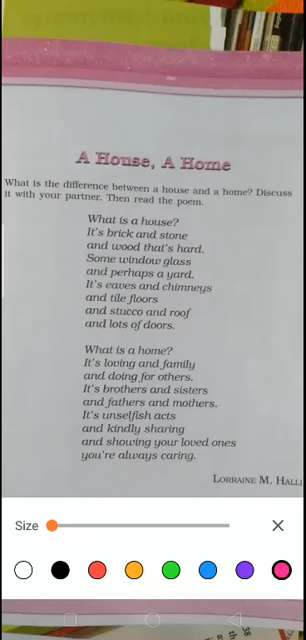 A House, A Home
What is the difference between a house and a home? Discuss
it with your partner. Then read the poem.
What is a house?
It's brick and stone
and wood that's hard.
Some window glass
and perhaps a yard.
It's eaves and chimneys
and tile floors
and stucco and roof
and lots of doors.
What is a home?
It's loving and family
and doing for others.
It's brothers and sisters
and fathers and mothers.
It's unselfish acts
and kindly sharing
and showing your loved ones
you're always caring.
LORRAINE M. HALLI
Size
38